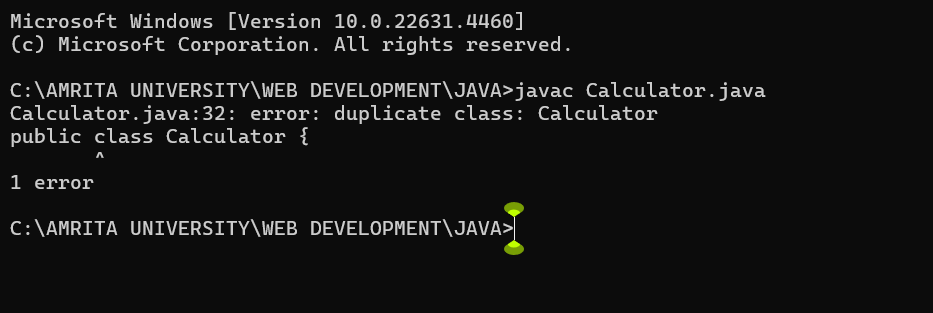 Microsoft Windows [Version 10.0.22631.4460]
(c) Microsoft Corporation. All rights reserved.
C:\AMRITA UNIVERSITY\WEB DEVELOPMENT\JAVA>javac Calculator.java
Calculator.java:32: error: duplicate class: Calculator
public class Calculator {
       ^
1 error
C:\AMRITA UNIVERSITY\WEB DEVELOPMENT\JAVA>